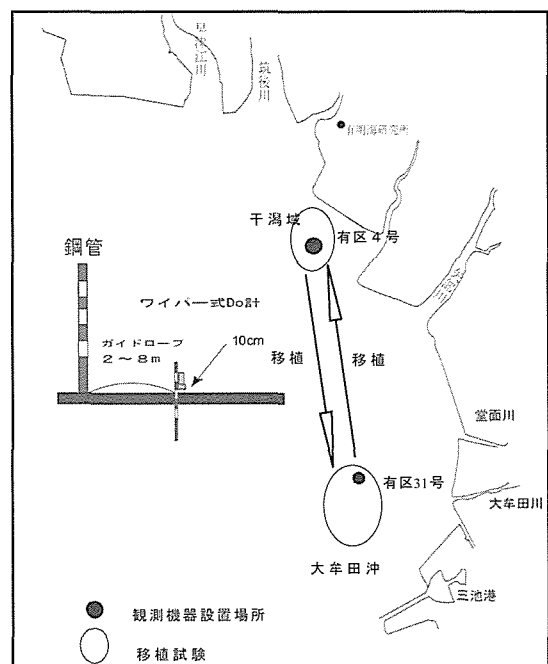 筑後川
有明海研究所
干潟域
有区4号
鋼管
ワイパー式Do計
ガイドロープ
2〜8m
10cm
移植
移植
堂面川
有区31号
大牟田川
大牟田沖
三池港
観測機器設置場所
移植試験